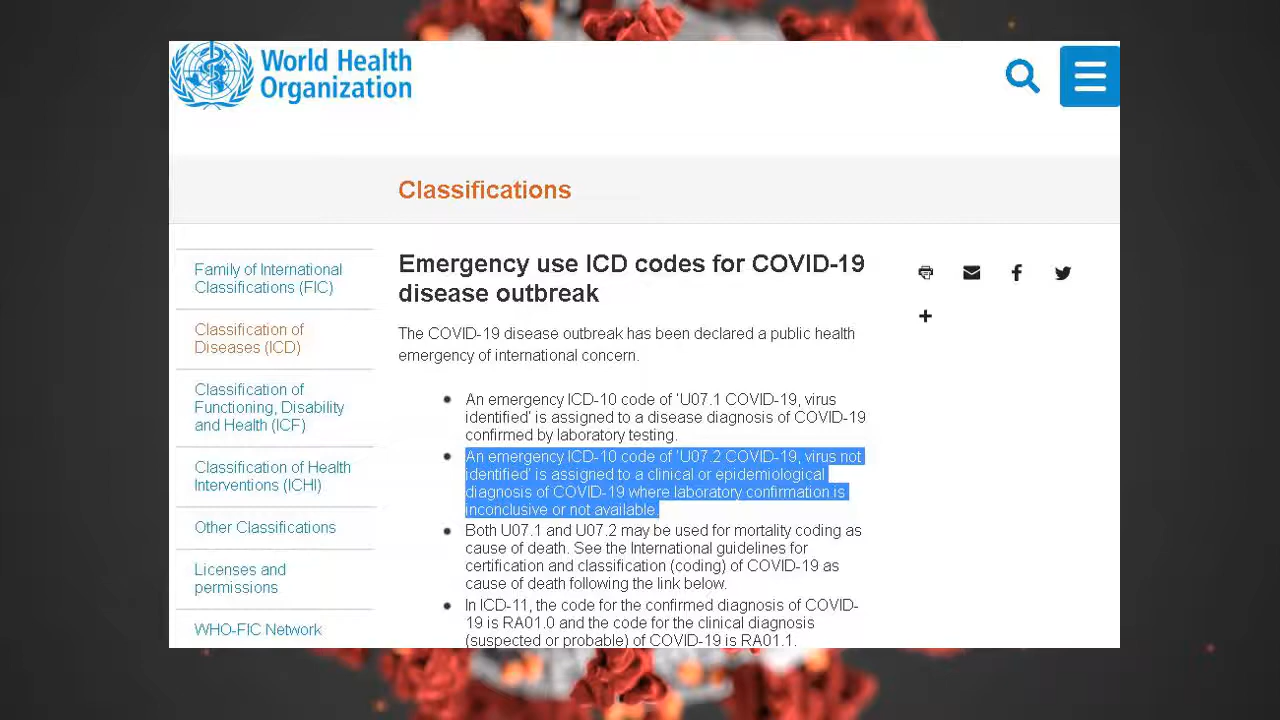 World Health
Organization
Classifications
Family of International
Classifications (FIC)
Classification of
Diseases (ICD)
Classification of
Functioning, Disability
and Health (ICF)
Classification of Health
Interventions (ICHI)
Other Classifications
Licenses and
permissions
WHO-FIC Network
Emergency use ICD codes for COVID-19
disease outbreak
The COVID-19 disease outbreak has been declared a public health
emergency of international concern.
An emergency ICD-10 code of 'U07.1 COVID-19, virus
identified' is assigned to a disease diagnosis of COVID-19
confirmed by laboratory testing.
An emergency ICD-10 code of 'U07.2 COVID-19, virus not
identified' is assigned to a clinical or epidemiological
diagnosis of COVID-19 where laboratory confirmation is
inconclusive or not available.
Both U07.1 and U07.2 may be used for mortality coding as
cause of death. See the International guidelines for
certification and classification (coding) of COVID-19 as
cause of death following the link below.
In ICD-11, the code for the confirmed diagnosis of COVID-
19 is RA01.0 and the code for the clinical diagnosis
(suspected or probable) of COVID-19 is RA01.1.